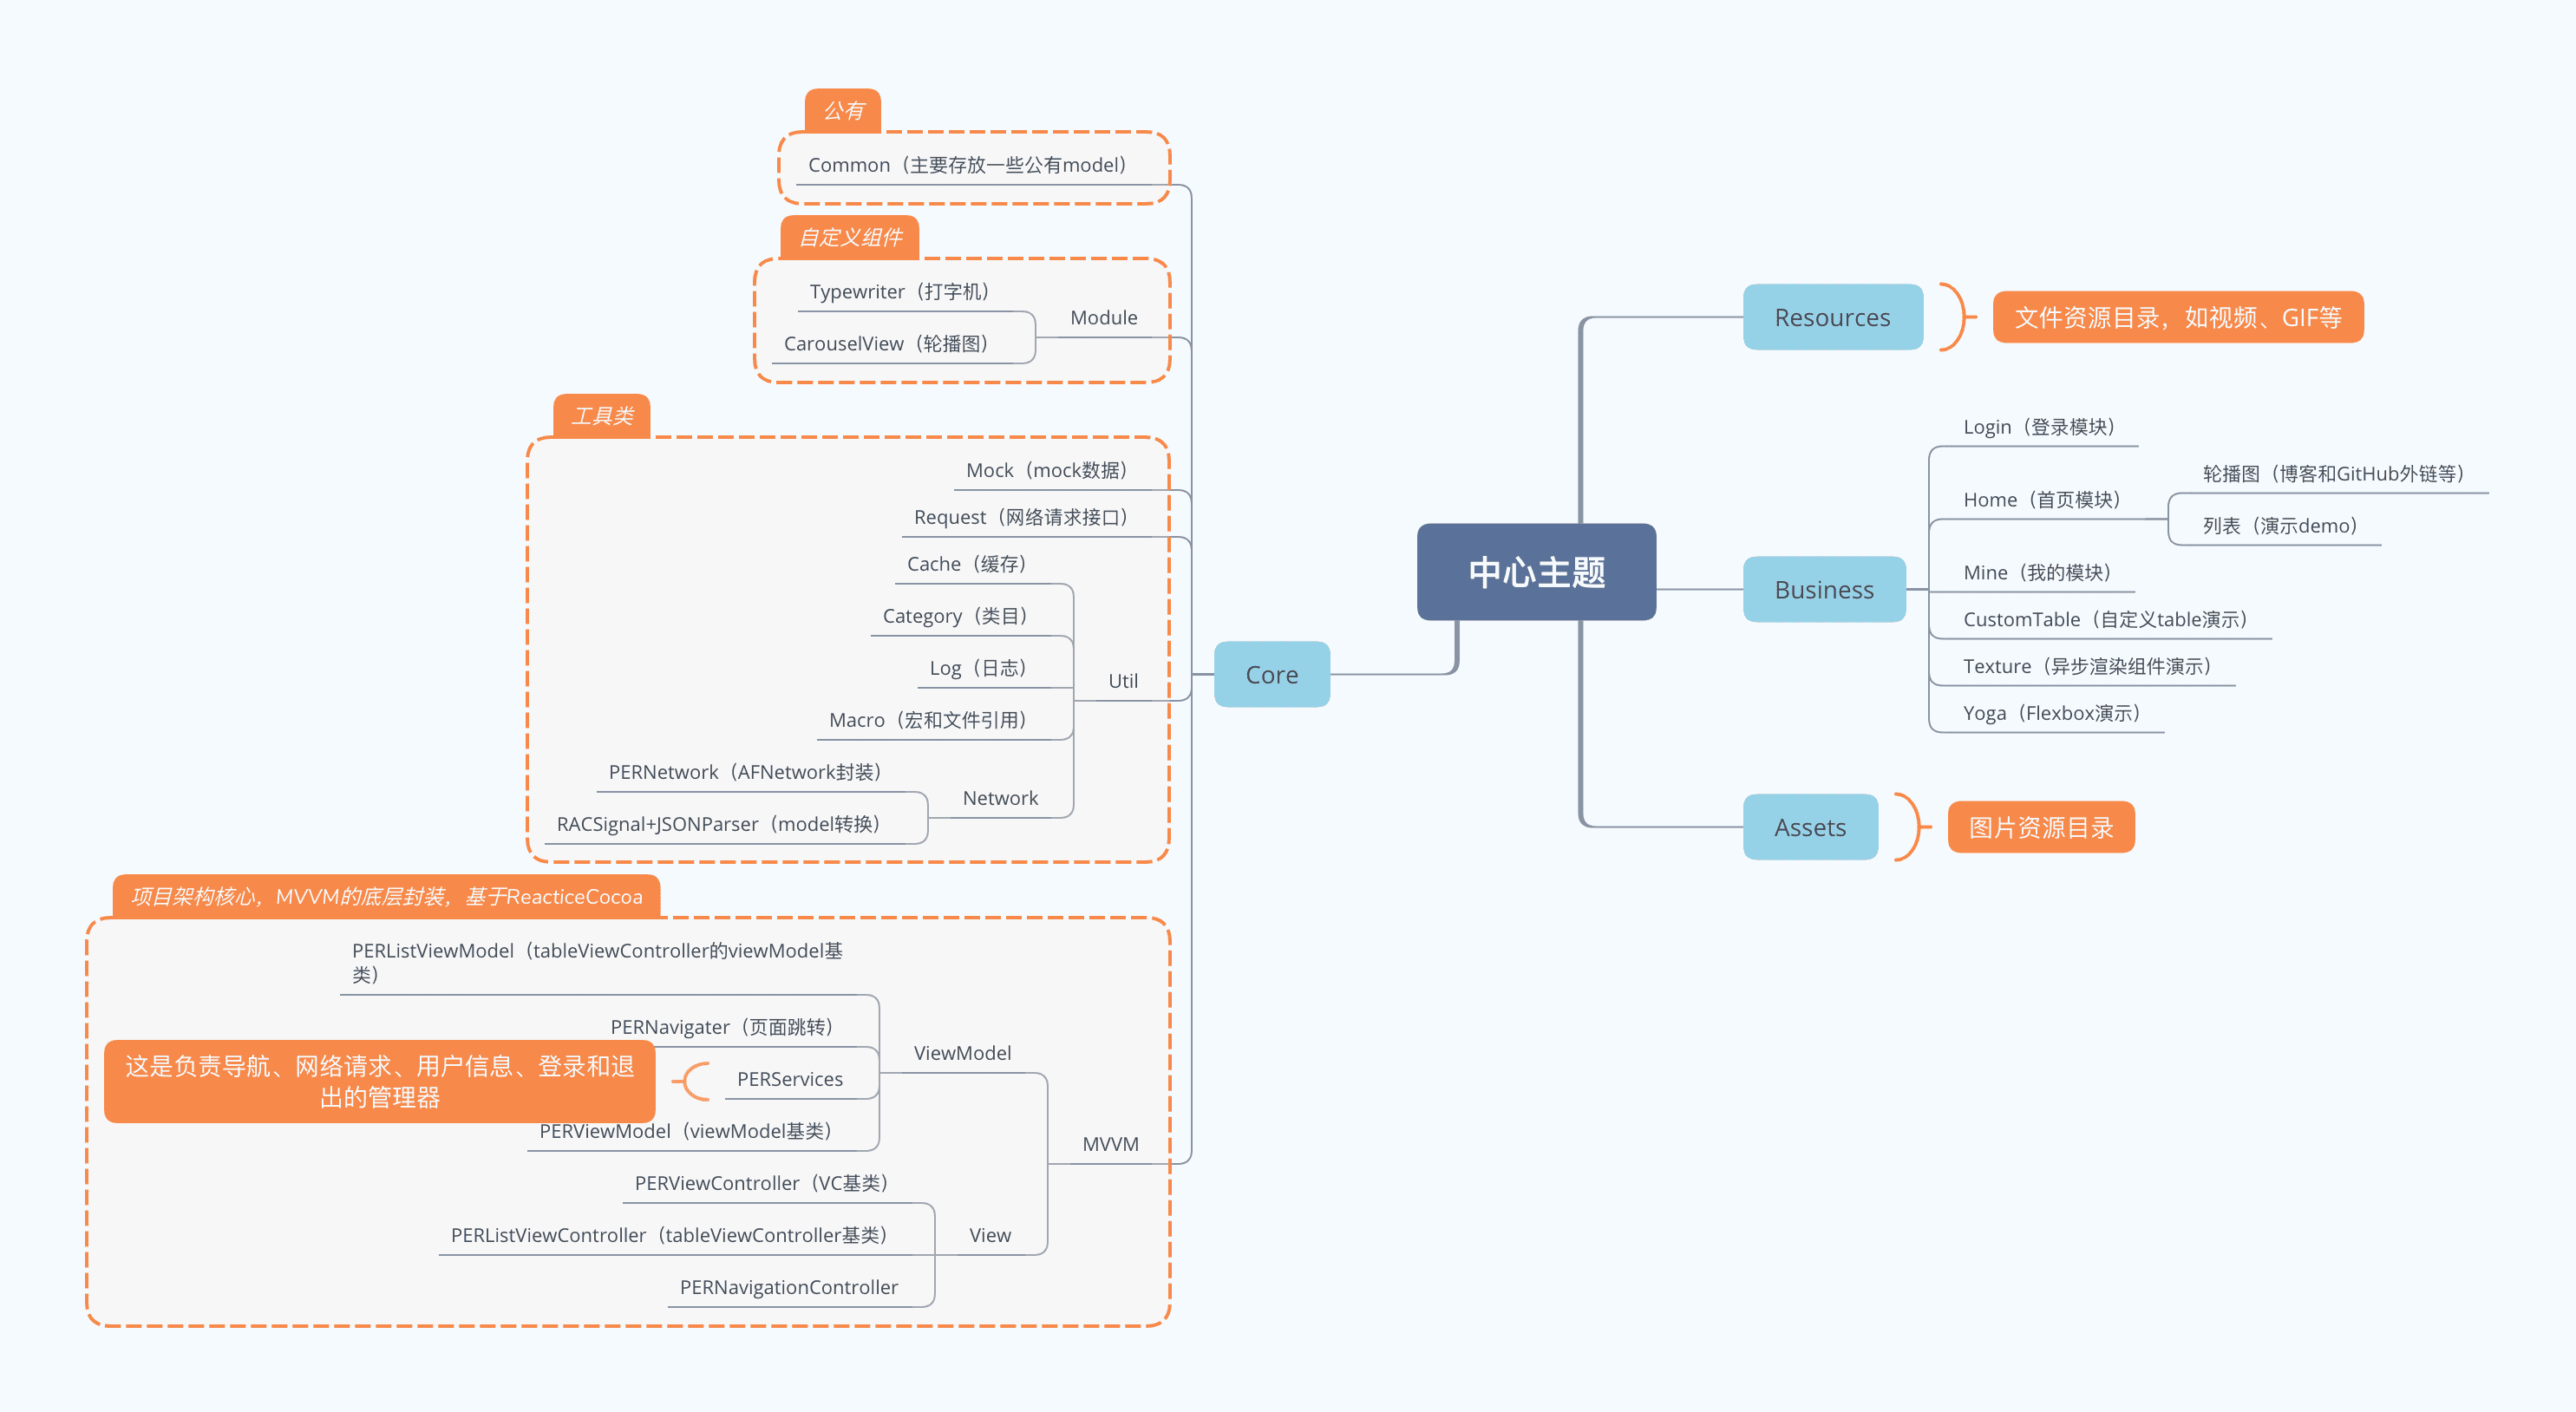 公有
Common（主要存放一些公有model）
自定义组件
Typewriter（打字机）
Module
CarouselView（轮播图）
工具类
Mock（mock数据）
Request（网络请求接口）
Cache（缓存）
Category（类目）
Log（日志）
Util
Macro（宏和文件引用）
PERNetwork（AFNetwork封装）
Network
RACSignal+JSONParser（model转换）
项目架构核心，MVVM的底层封装，基于ReacticeCocoa
PERListViewModel（tableViewController的viewModel基
类）
PERNavigater（页面跳转）
ViewModel
这是负责导航、网络请求、用户信息、登录和退
出的管理器
PERServices
PERViewModel（viewModel基类）
MVVM
PERViewController（VC基类）
PERListViewController（tableViewController基类）
View
PERNavigationController
Core
中心主题
Resources
文件资源目录，如视频、GIF等
Business
Login（登录模块）
Home（首页模块）
轮播图（博客和GitHub外链等）
列表（演示demo）
Mine（我的模块）
CustomTable（自定义table演示）
Texture（异步渲染组件演示）
Yoga（Flexbox演示）
Assets
图片资源目录